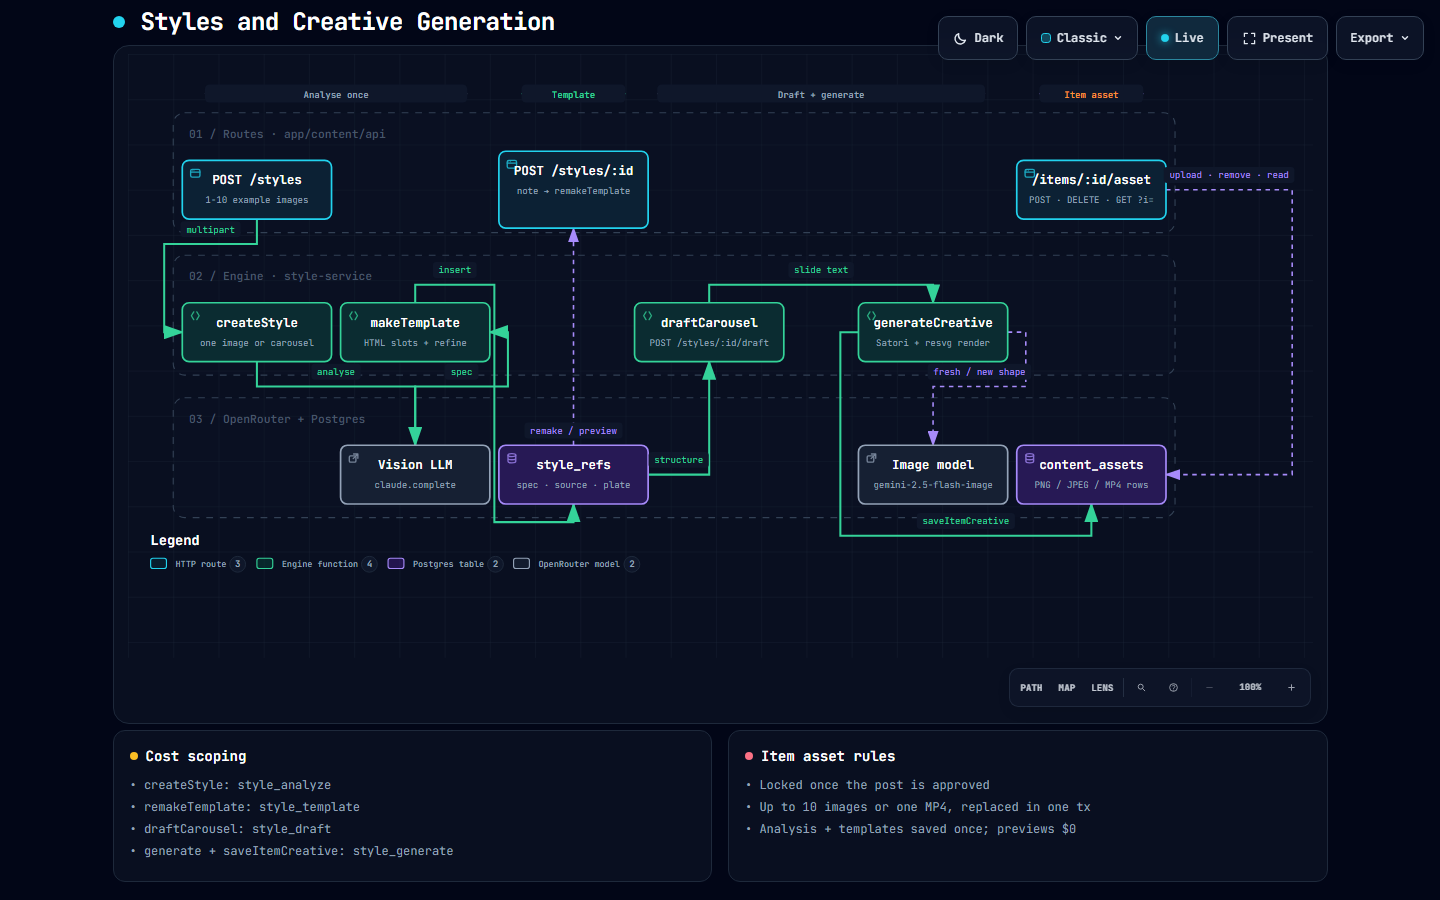 Styles and Creative Generation
Dark
Classic
Live
Present
Export
Analyse once
Template
Draft + generate
Item asset
01 / Routes · app/content/api
POST /styles
1-10 example images
POST /styles/:id
note → remakeTemplate
/items/:id/asset
POST · DELETE · GET ?i=
upload · remove · read
multipart
02 / Engine · style-service
insert
slide text
createStyle
one image or carousel
makeTemplate
HTML slots + refine
draftCarousel
POST /styles/:id/draft
generateCreative
Satori + resvg render
analyse
spec
fresh / new shape
03 / OpenRouter + Postgres
remake / preview
structure
Vision LLM
claude.complete
style_refs
spec · source · plate
Image model
gemini-2.5-flash-image
content_assets
PNG / JPEG / MP4 rows
saveItemCreative
Legend
HTTP route 3
Engine function 4
Postgres table 2
OpenRouter model 2
PATH MAP LENS − 100% +
Cost scoping
• createStyle: style_analyze
• remakeTemplate: style_template
• draftCarousel: style_draft
• generate + saveItemCreative: style_generate
Item asset rules
• Locked once the post is approved
• Up to 10 images or one MP4, replaced in one tx
• Analysis + templates saved once; previews $0